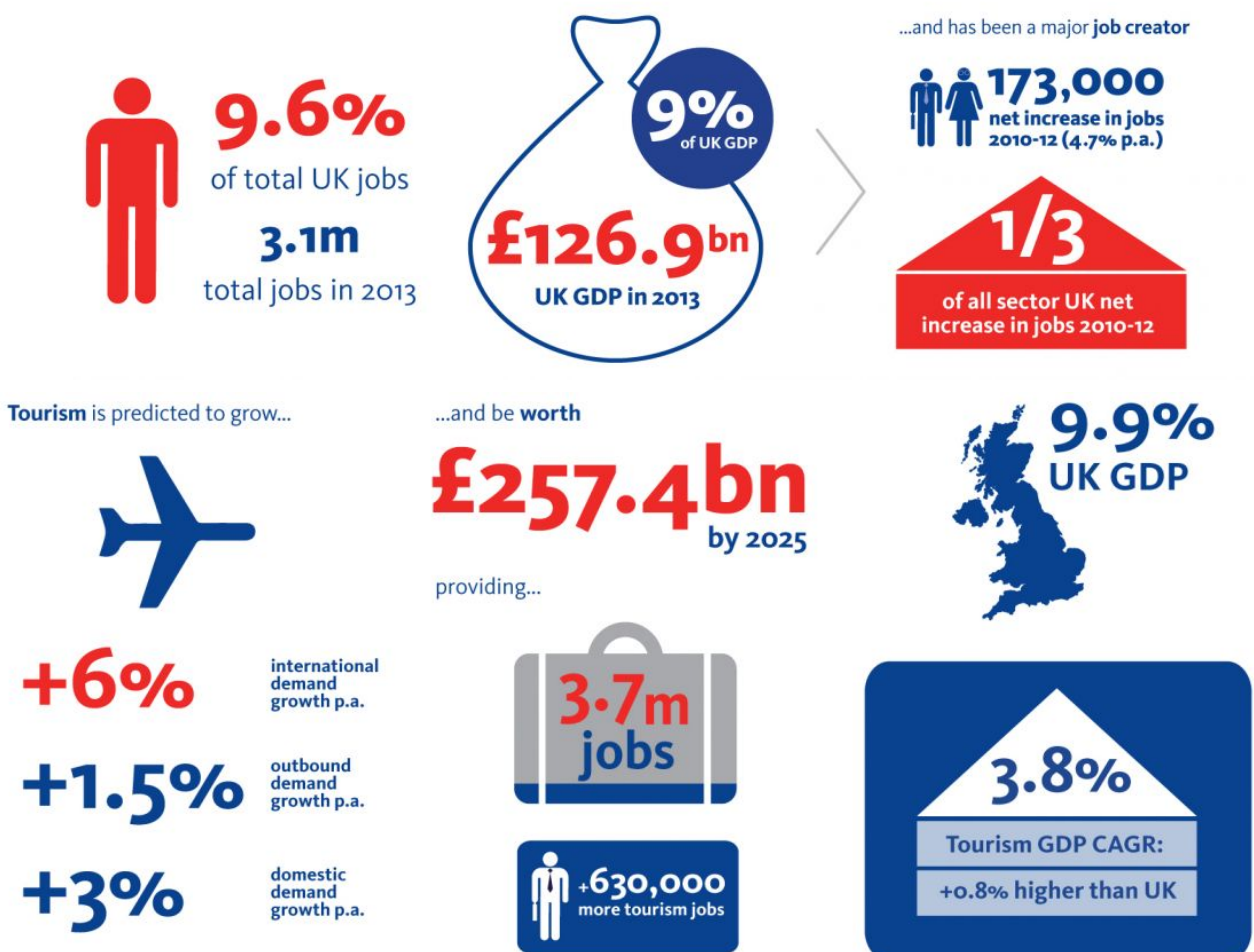 9.6%
of total UK jobs
3.1m
total jobs in 2013
9%
of UK GDP
£126.9bn
UK GDP in 2013
...and has been a major job creator
173,000
net increase in jobs
2010-12 (4.7% p.a.)
1/3
of all sector UK net
increase in jobs 2010-12
Tourism is predicted to grow...
+6%
international
demand
growth p.a.
+1.5%
outbound
demand
growth p.a.
+3%
domestic
demand
growth p.a.
...and be worth
£257.4bn
by 2025
providing...
3.7m
jobs
+630,000
more tourism jobs
9.9%
UK GDP
3.8%
Tourism GDP CAGR:
+0.8% higher than UK